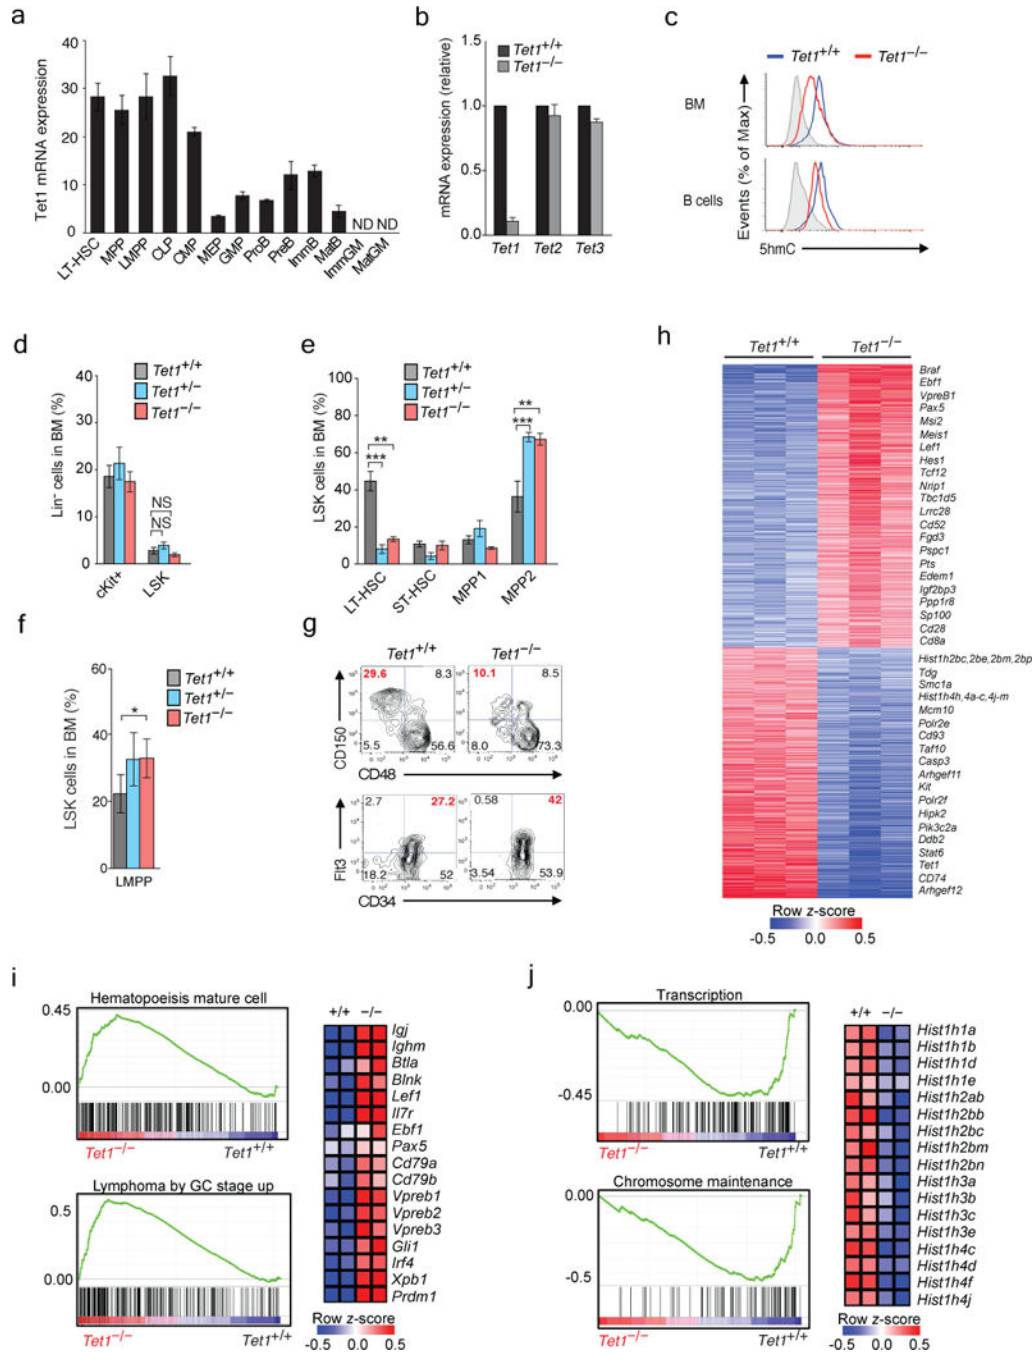 a
Tet1 mRNA expression
40
30
20
10
0
ND ND
LT-HSC
MPP
LMPP
CLP
CMP
MEP
GMP
ProB
PreB
ImmB
MatB
ImmGM
MatGM
b
mRNA expression (relative)
1.5
1.0
0.5
0.0
Tet1+/+
Tet1−/−
Tet1 Tet2 Tet3
c
Tet1+/+ Tet1−/−
BM
B cells
Events (% of Max)
5hmC
d
Tet1+/+
Tet1+/−
Tet1−/−
Lin− cells in BM (%)
40
30
20
10
0
NS
NS
cKit+
LSK
e
Tet1+/+
Tet1+/−
Tet1−/−
LSK cells in BM (%)
100
80
60
40
20
0
**
***
**
***
LT-HSC
ST-HSC
MPP1
MPP2
f
Tet1+/+
Tet1+/−
Tet1−/−
LSK cells in BM (%)
60
40
20
0
*
LMPP
g
Tet1+/+ Tet1−/−
29.6 8.3
5.5 56.6
10.1 8.5
8.0 73.3
CD150
CD48
2.7 27.2
18.2 52
0.58 42
3.54 53.9
Flt3
CD34
h
Tet1+/+ Tet1−/−
Braf
Ebf1
VpreB1
Pax5
Msi2
Meis1
Lef1
Hes1
Tcf12
Nrip1
Tbc1d5
Lrrc28
Cd52
Fgd3
Pspc1
Pts
Edem1
Igf2bp3
Ppp1r8
Sp100
Cd28
Cd8a
Hist1h2bc,2be,2bm,2bp
Tdg
Smc1a
Hist1h4h,4a-c,4j-m
Mcm10
Polr2e
Cd93
Taf10
Casp3
Arhgef11
Kit
Polr2f
Hipk2
Pik3c2a
Ddb2
Stat6
Tet1
CD74
Arhgef12
Row z-score
-0.5 0.0 0.5
i
Hematopoeisis mature cell
0.45
0.00
Tet1−/− Tet1+/+
Lymphoma by GC stage up
0.5
0.00
Tet1−/− Tet1+/+
+/+ −/−
Igj
Ighm
Btla
Blnk
Lef1
Il7r
Ebf1
Pax5
Cd79a
Cd79b
Vpreb1
Vpreb2
Vpreb3
Gli1
Irf4
Xpb1
Prdm1
Row z-score
-0.5 0.0 0.5
j
Transcription
0.00
-0.45
Tet1−/− Tet1+/+
Chromosome maintenance
-0.00
-0.5
Tet1−/− Tet1+/+
+/+ −/−
Hist1h1a
Hist1h1b
Hist1h1d
Hist1h1e
Hist1h2ab
Hist1h2bb
Hist1h2bc
Hist1h2bm
Hist1h2bn
Hist1h3a
Hist1h3b
Hist1h3c
Hist1h3e
Hist1h4c
Hist1h4d
Hist1h4f
Hist1h4j
Row z-score
-0.5 0.0 0.5